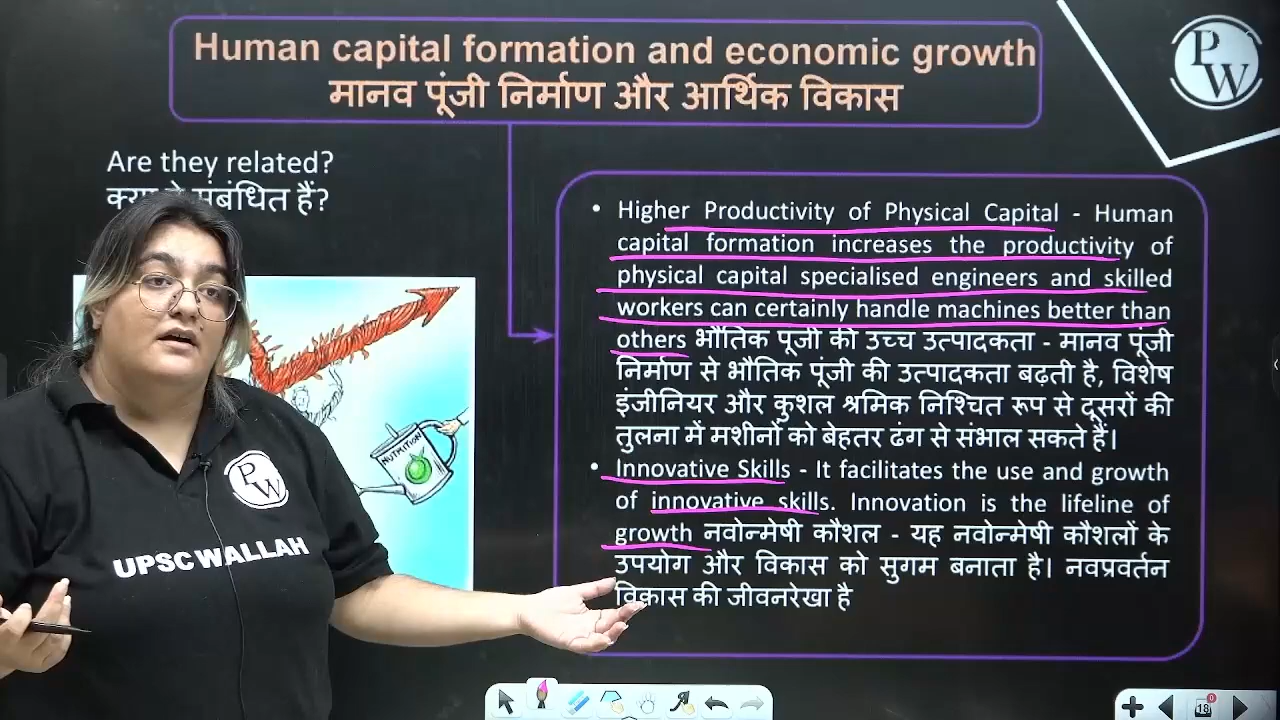 Human capital formation and economic growth
मानव पूंजी निर्माण और आर्थिक विकास
PW
Are they related?
संबंधित हैं?
• Higher Productivity of Physical Capital - Human
capital formation increases the productivity of
physical capital specialised engineers and skilled
workers can certainly handle machines better than
others भौतिक पूंजी की उच्च उत्पादकता - मानव पूंजी
निर्माण से भौतिक पूंजी की उत्पादकता बढ़ती है, विशेष
इंजीनियर और कुशल श्रमिक निश्चित रूप से दूसरों की
तुलना में मशीनों को बेहतर ढंग से संभाल सकते हैं।
• Innovative Skills - It facilitates the use and growth
of innovative skills. Innovation is the lifeline of
growth नवोन्मेषी कौशल - यह नवोन्मेषी कौशलों के
उपयोग और विकास को सुगम बनाता है। नवप्रवर्तन
विकास की जीवनरेखा है
NUTRITION
PW
UPSC WALLAH
18